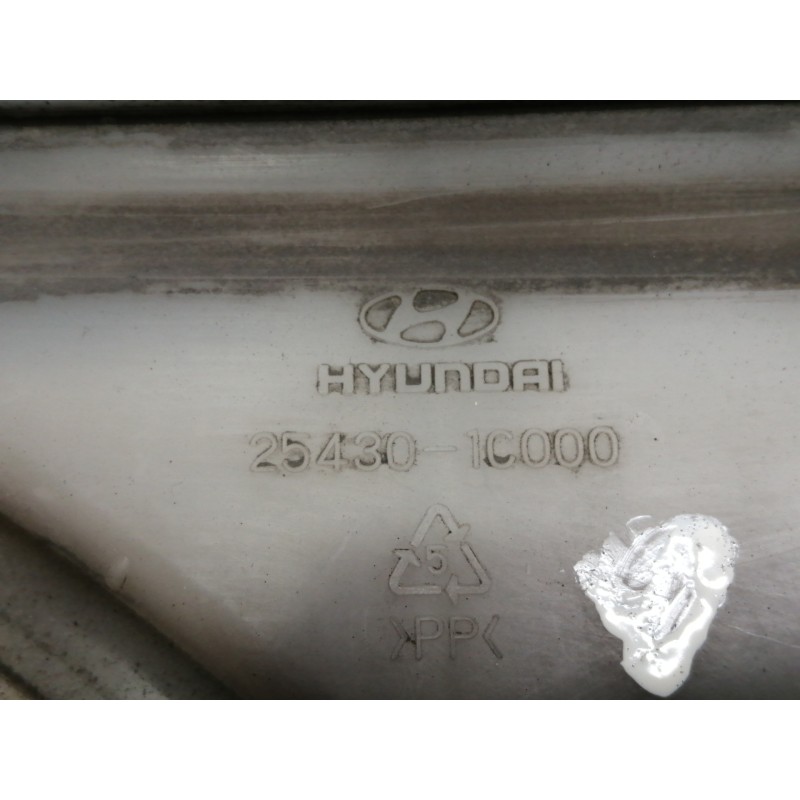 HYUNDAI
25430-1C000
5
>PP<